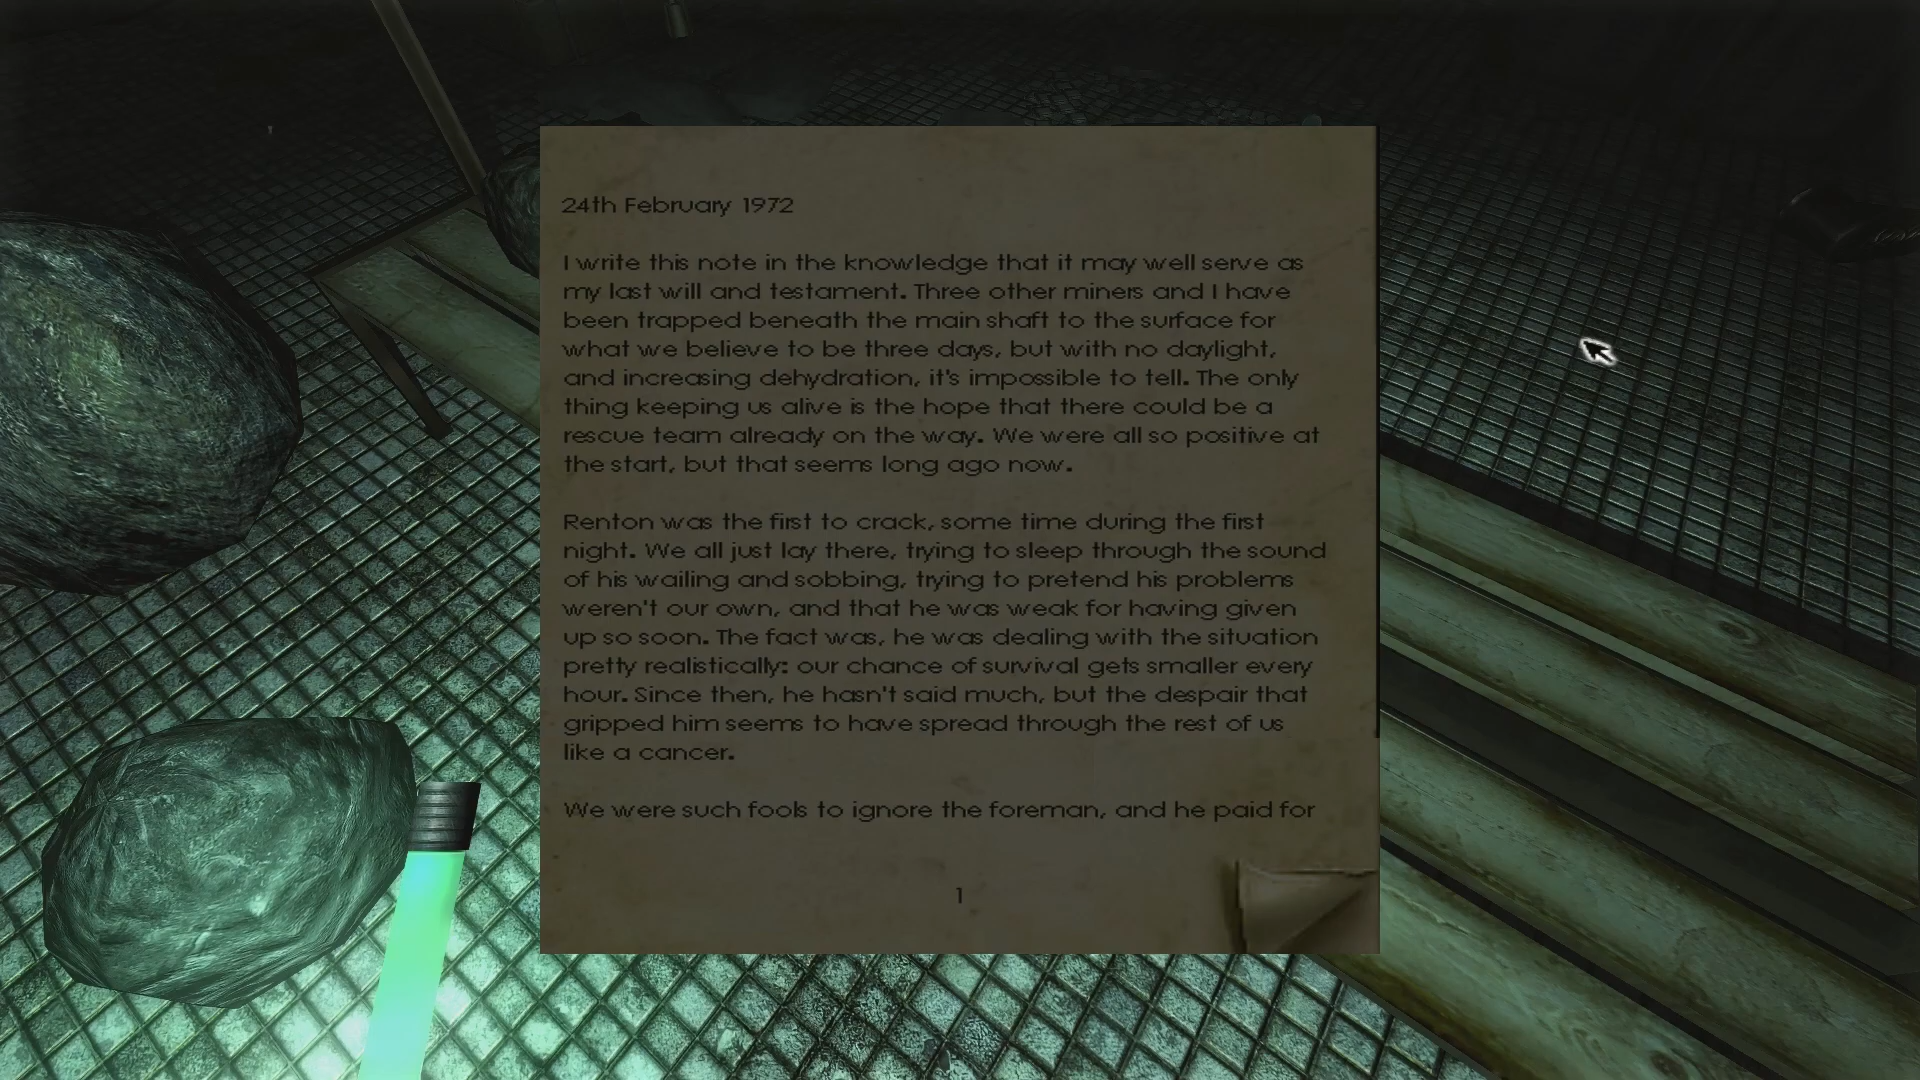 24th February 1972
I write this note in the knowledge that it may well serve as
my last will and testament. Three other miners and I have
been trapped beneath the main shaft to the surface for
what we believe to be three days, but with no daylight,
and increasing dehydration, it's impossible to tell. The only
thing keeping us alive is the hope that there could be a
rescue team already on the way. We were all so positive at
the start, but that seems long ago now.
Renton was the first to crack, some time during the first
night. We all just lay there, trying to sleep through the sound
of his wailing and sobbing, trying to pretend his problems
weren't our own, and that he was weak for having given
up so soon. The fact was, he was dealing with the situation
pretty realistically: our chance of survival gets smaller every
hour. Since then, he hasn't said much, but the despair that
gripped him seems to have spread through the rest of us
like a cancer.
We were such fools to ignore the foreman, and he paid for
1